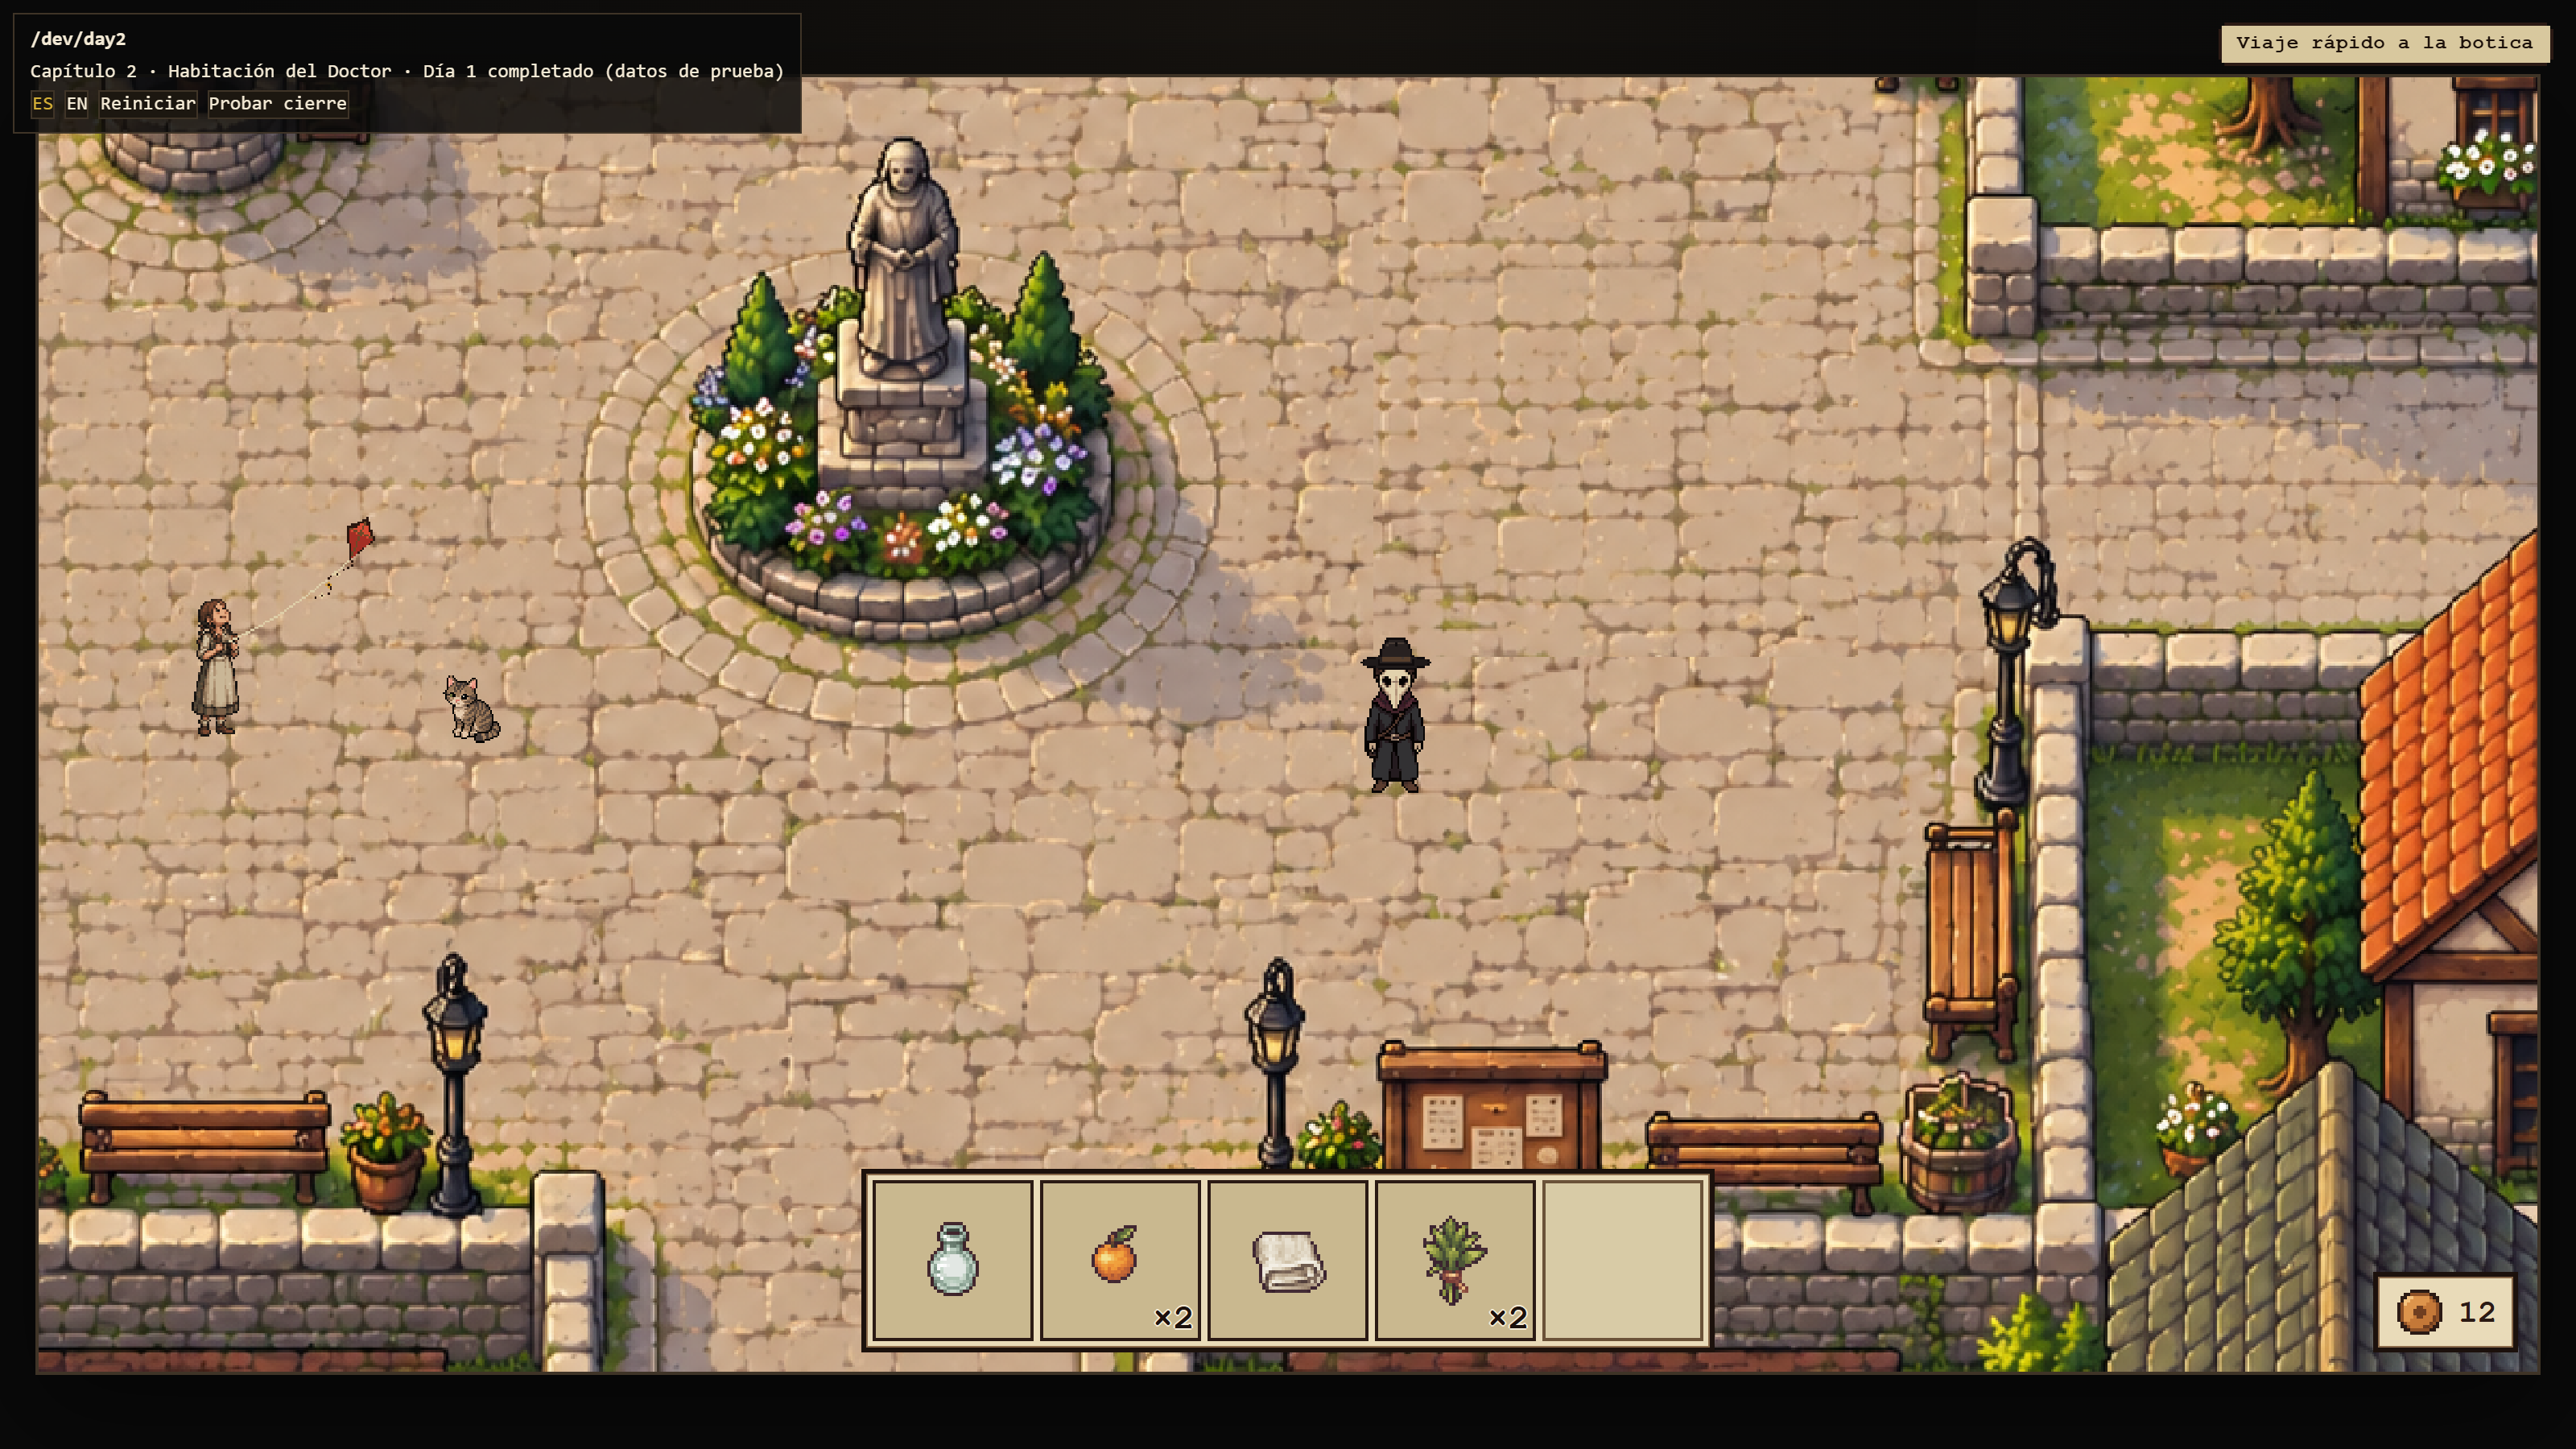 /dev/day2
Capítulo 2 · Habitación del Doctor · Día 1 completado (datos de prueba)
ES EN Reiniciar Probar cierre
Viaje rápido a la botica
×2
×2
12